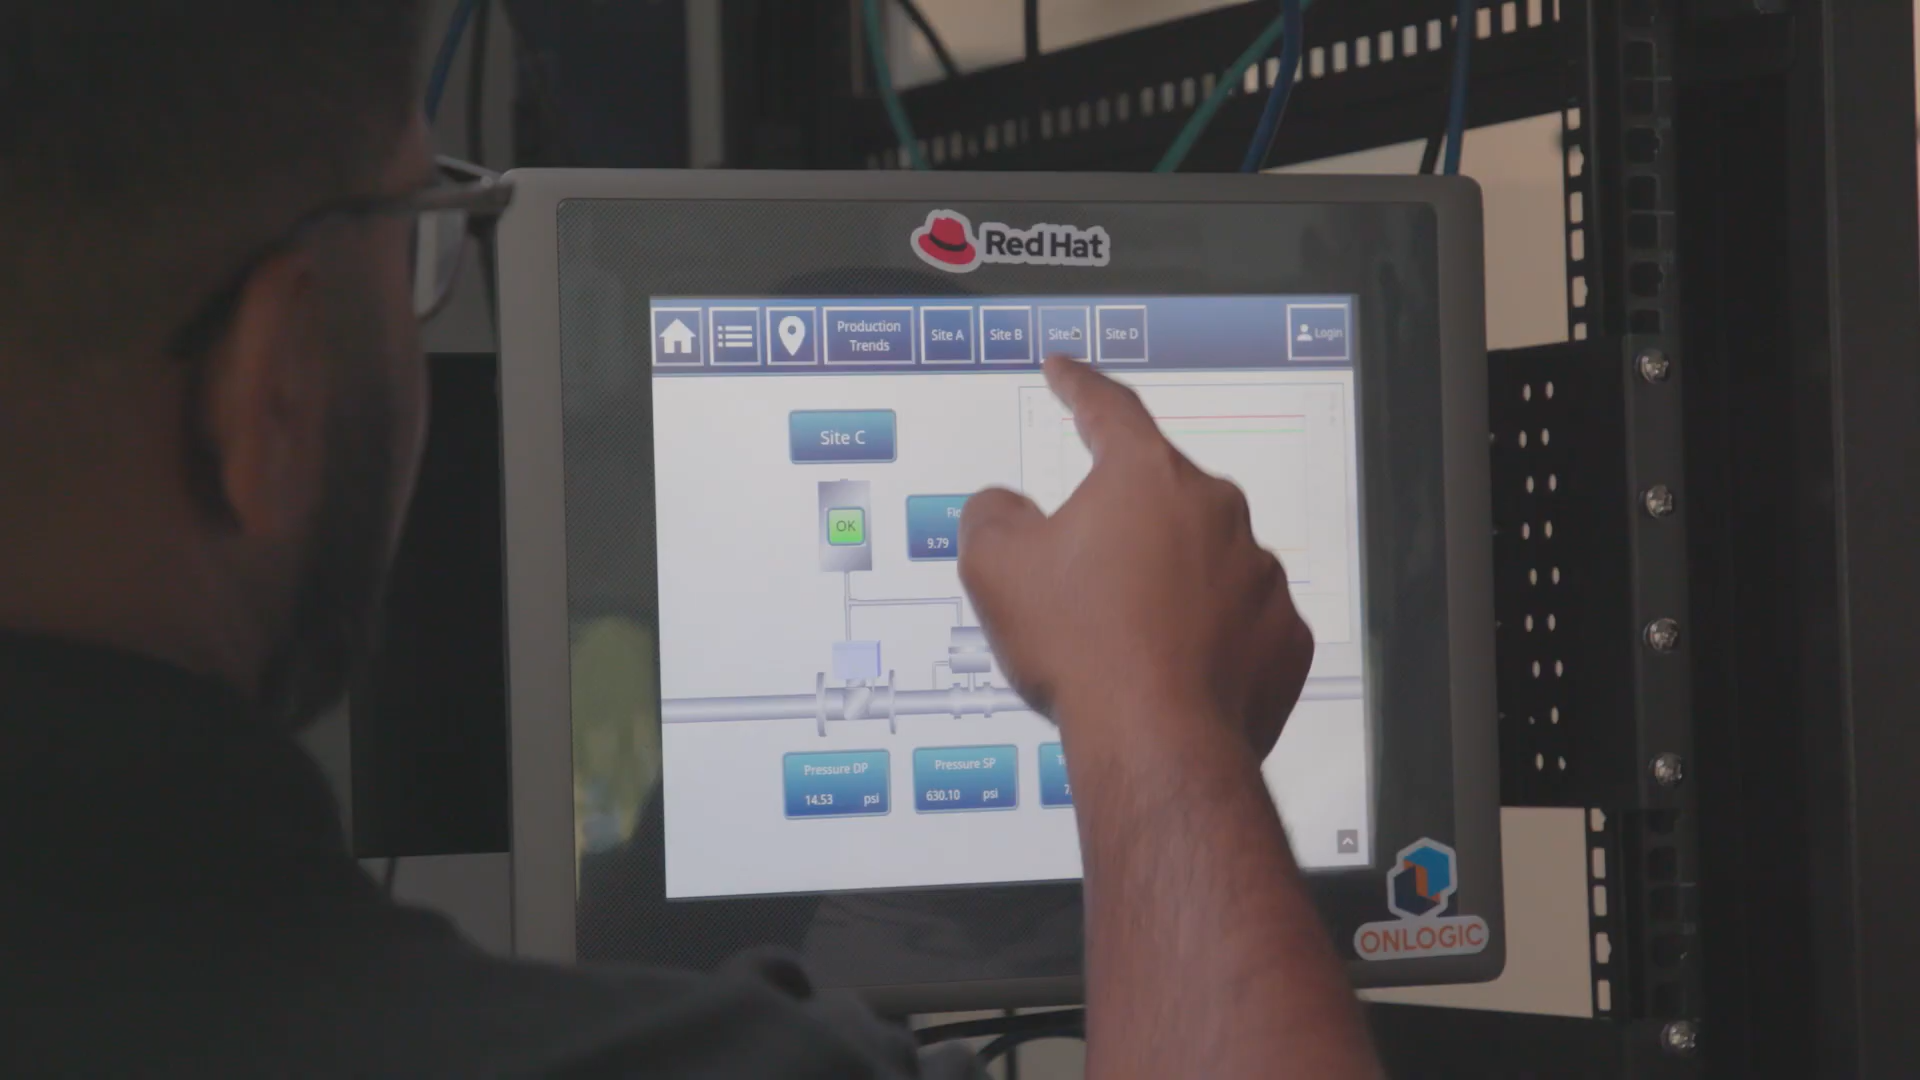 Red Hat
Production
Trends
Site A
Site B
Site
Site D
Login
Site C
OK
9.79
Pressure DP
14.53 psi
Pressure SP
630.10 psi
ONLOGIC